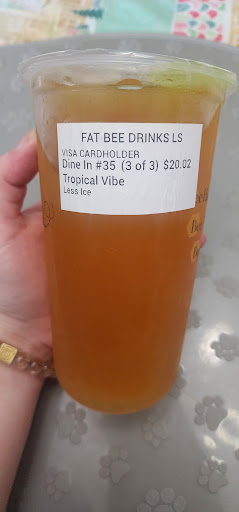 FAT BEE DRINKS LS
VISA CARDHOLDER
Dine In #35 (3 of 3) $20.02
Tropical Vibe
Less Ice